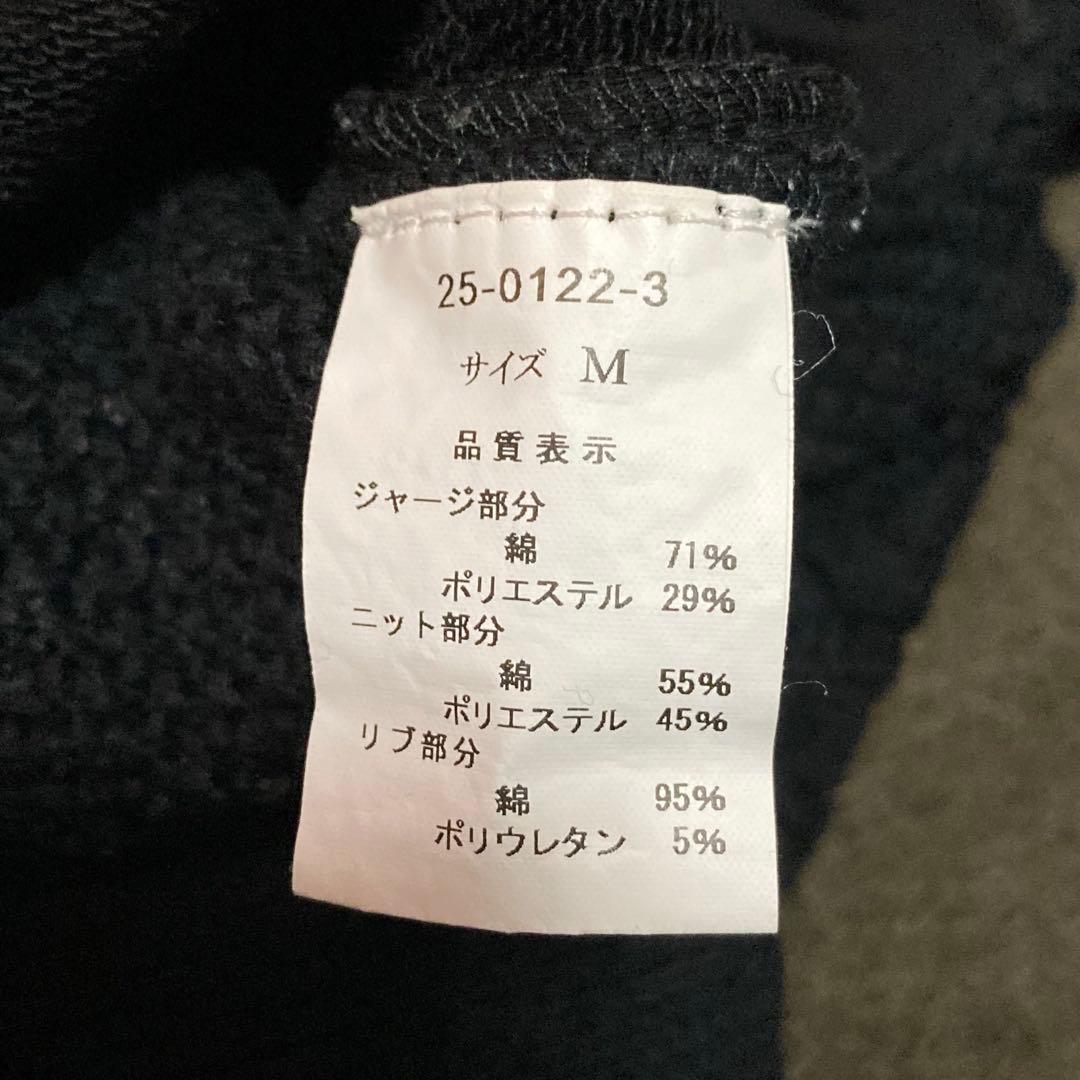 25-0122-3
サイズ M
品質表示
ジャージ部分
綿 71%
ポリエステル 29%
ニット部分
綿 55%
ポリエステル 45%
リブ部分
綿 95%
ポリウレタン 5%